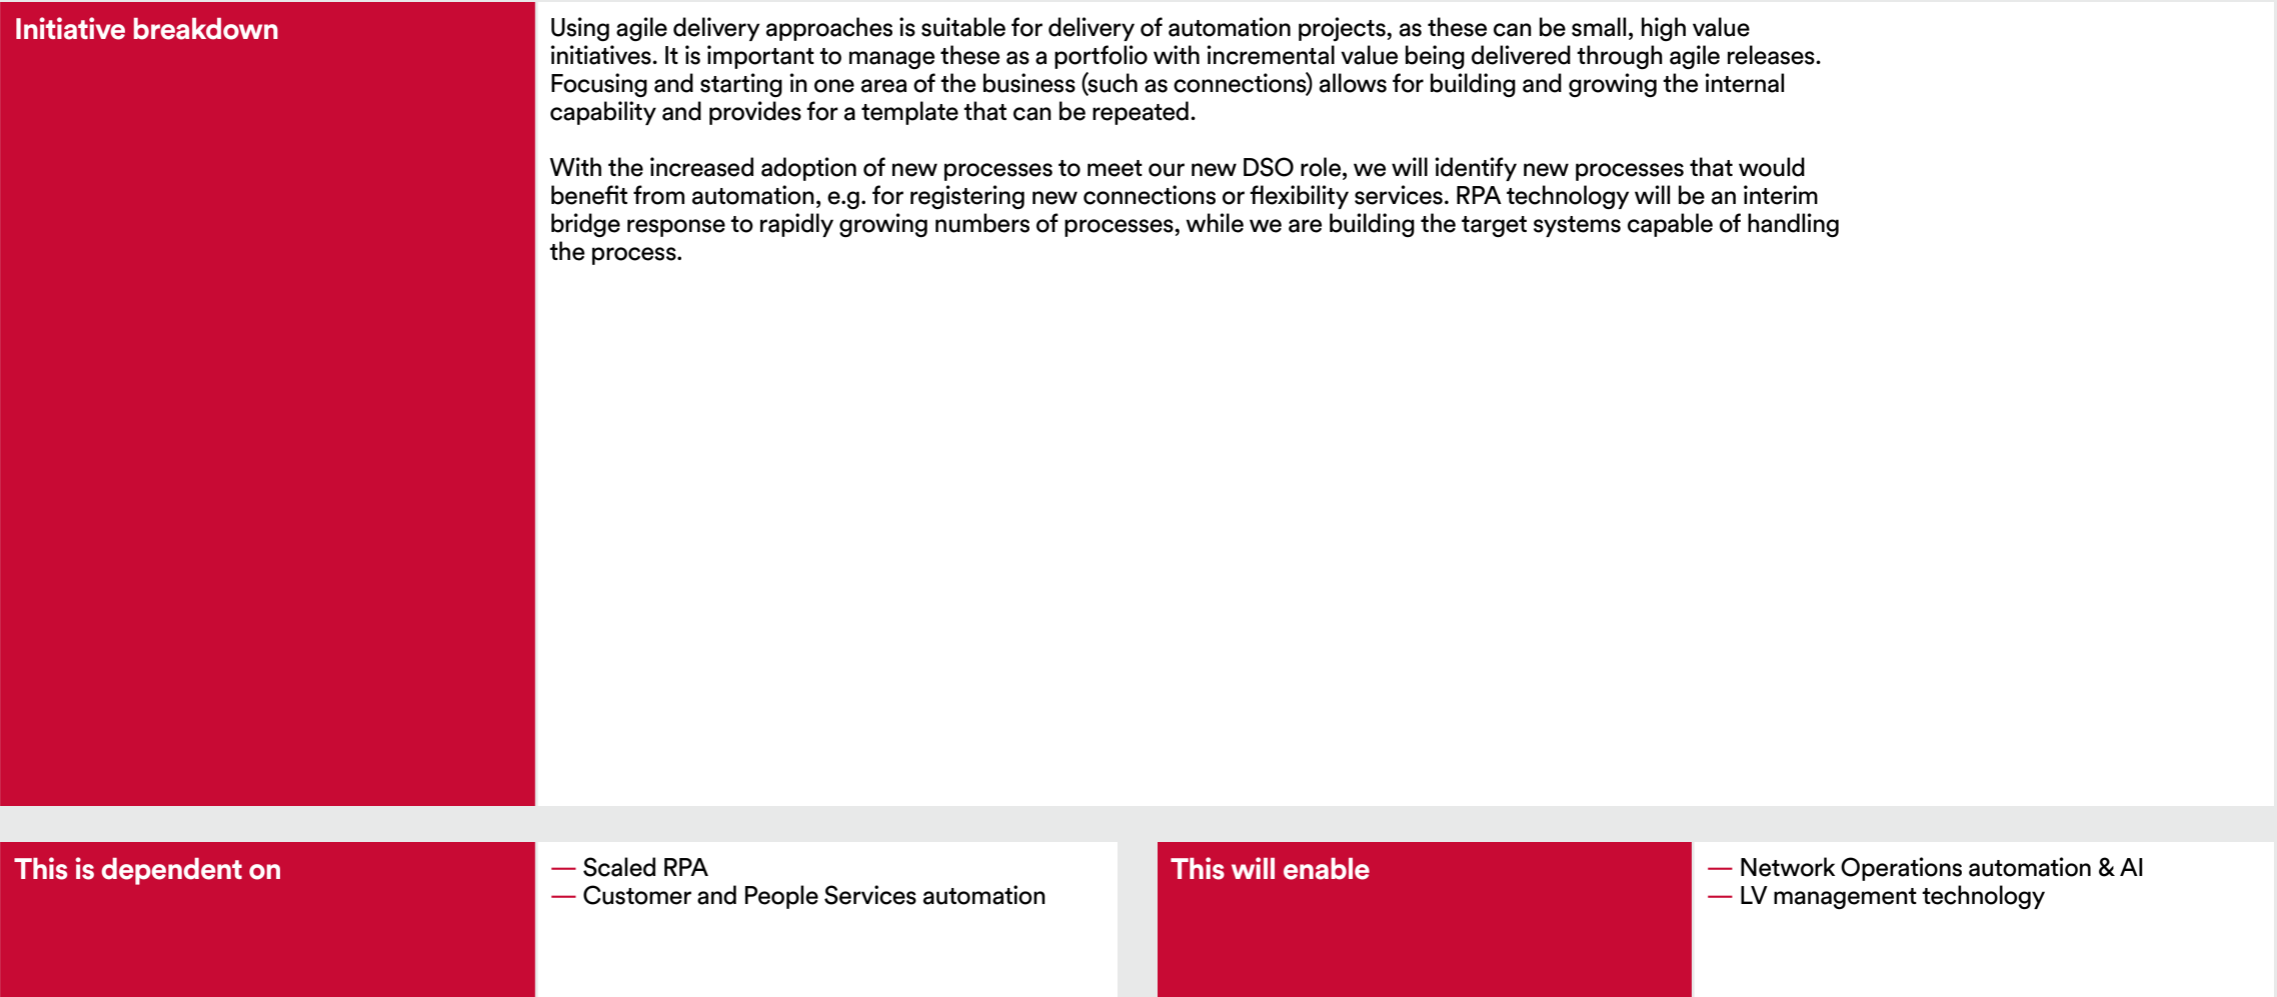 Initiative breakdown
Using agile delivery approaches is suitable for delivery of automation projects, as these can be small, high value
initiatives. It is important to manage these as a portfolio with incremental value being delivered through agile releases.
Focusing and starting in one area of the business (such as connections) allows for building and growing the internal
capability and provides for a template that can be repeated.
With the increased adoption of new processes to meet our new DSO role, we will identify new processes that would
benefit from automation, e.g. for registering new connections or flexibility services. RPA technology will be an interim
bridge response to rapidly growing numbers of processes, while we are building the target systems capable of handling
the process.
This is dependent on
— Scaled RPA
— Customer and People Services automation
This will enable
— Network Operations automation & AI
— LV management technology